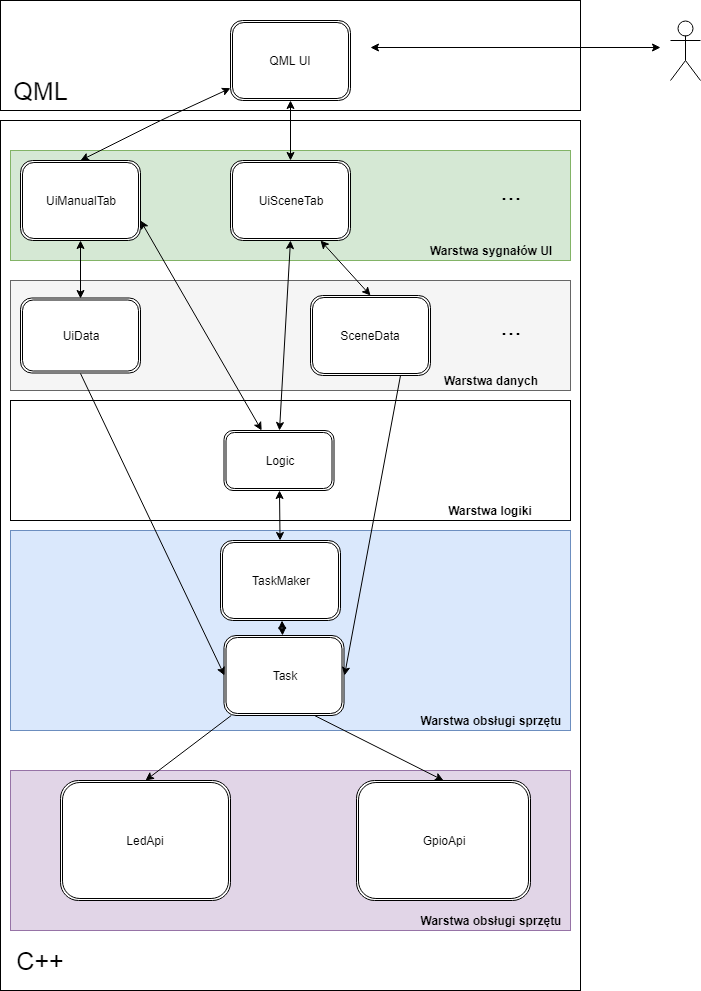 QML UI
QML
UiManualTab
UiSceneTab
...
Warstwa sygnałów UI
UiData
SceneData
...
Warstwa danych
Logic
Warstwa logiki
TaskMaker
Task
Warstwa obsługi sprzętu
LedApi
GpioApi
Warstwa obsługi sprzętu
C++